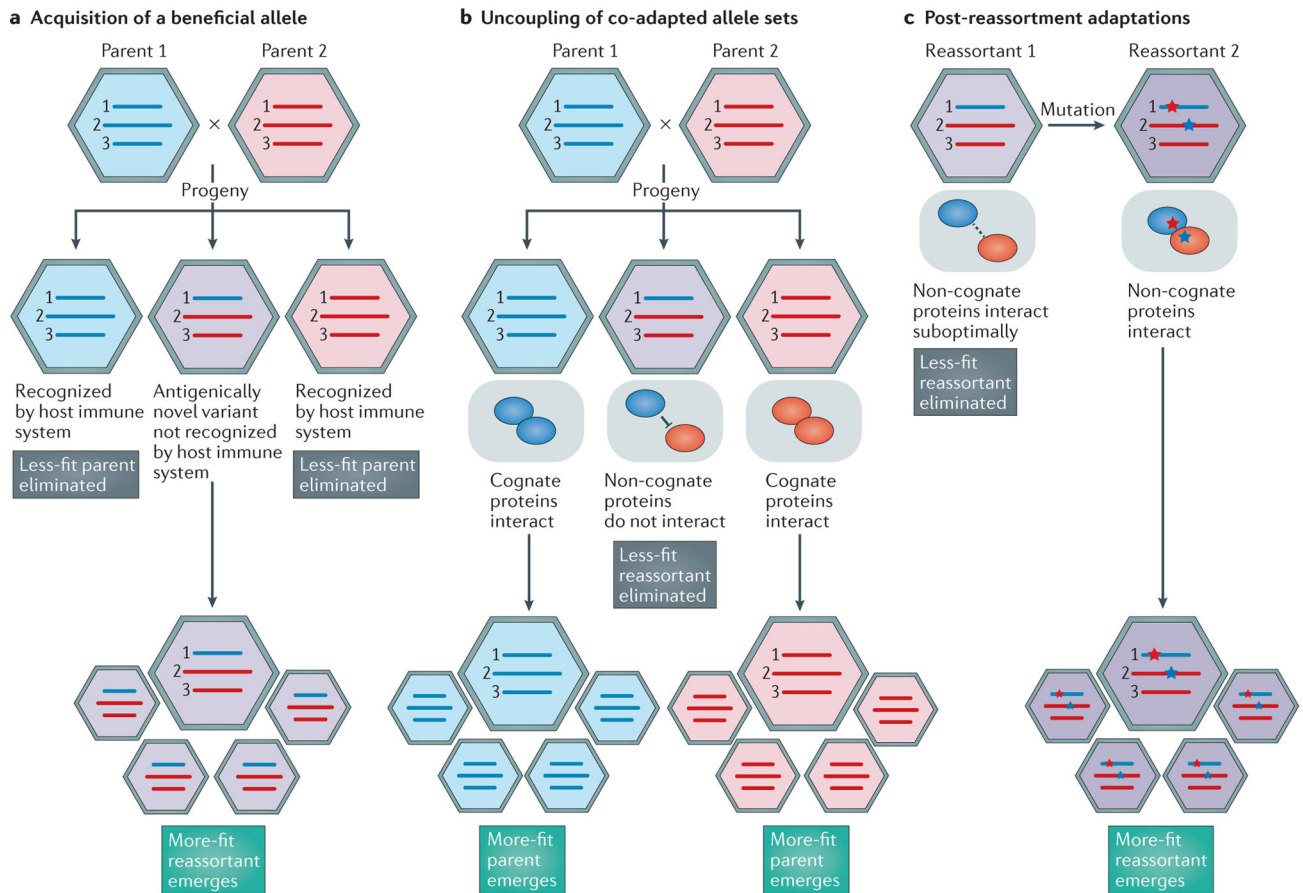 a Acquisition of a beneficial allele
Parent 1
Parent 2
1
2
3
×
1
2
3
Progeny
1
2
3
1
2
3
1
2
3
Recognized
by host immune
system
Less-fit parent
eliminated
Antigenically
novel variant
not recognized
by host immune
system
Recognized
by host immune
system
Less-fit parent
eliminated
1
2
3
More-fit
reassortant
emerges
b Uncoupling of co-adapted allele sets
Parent 1
Parent 2
1
2
3
×
1
2
3
Progeny
1
2
3
1
2
3
1
2
3
Cognate
proteins
interact
Non-cognate
proteins
do not interact
Less-fit
reassortant
eliminated
Cognate
proteins
interact
1
2
3
1
2
3
More-fit
parent
emerges
More-fit
parent
emerges
c Post-reassortment adaptations
Reassortant 1
Reassortant 2
1
2
3
Mutation
1
2
3
Non-cognate
proteins interact
suboptimally
Less-fit
reassortant
eliminated
Non-cognate
proteins
interact
1
2
3
More-fit
reassortant
emerges